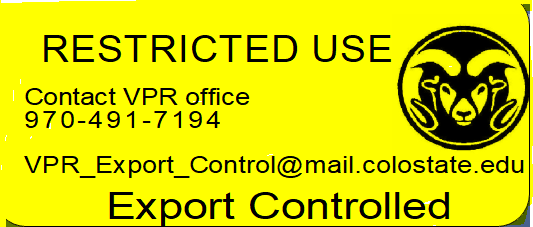 RESTRICTED USE
Contact VPR office
970-491-7194
VPR_Export_Control@mail.colostate.edu
Export Controlled